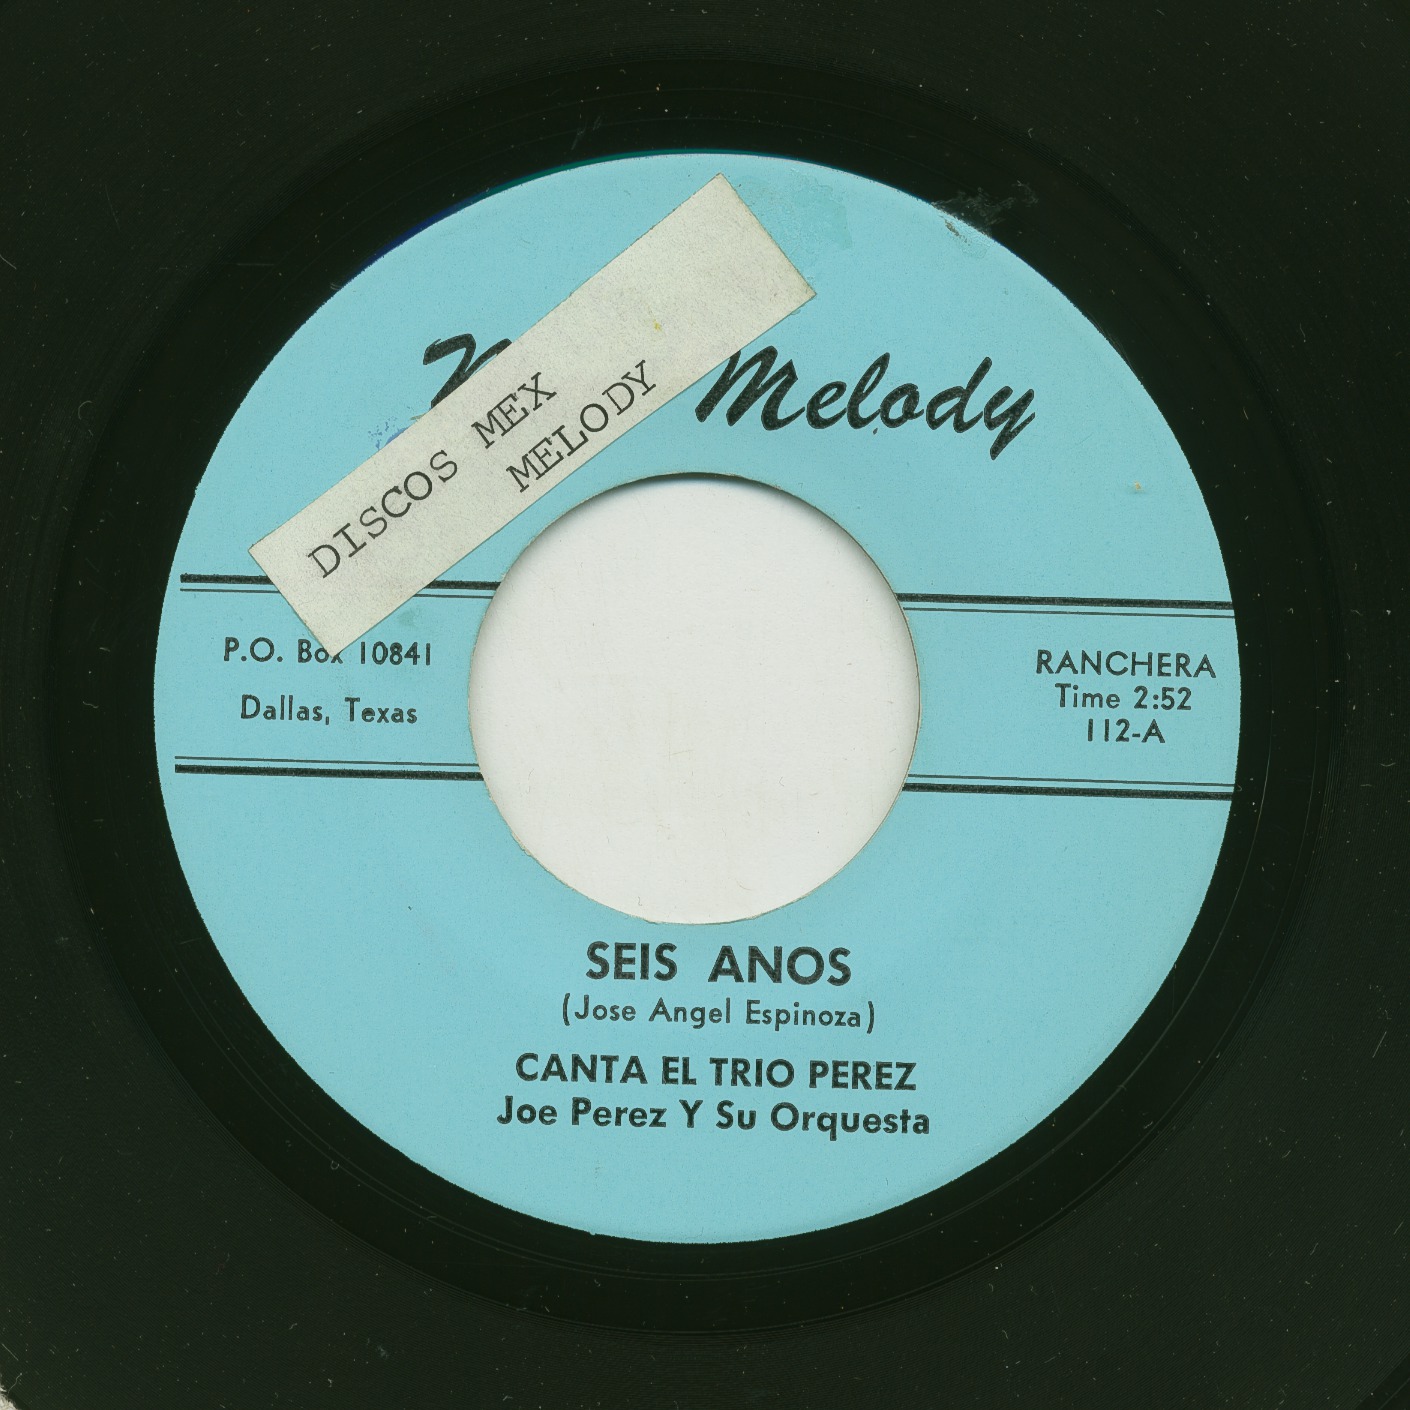 Melody
DISCOS MEX
MELODY
P.O. Box 10841
Dallas, Texas
RANCHERA
Time 2:52
112-A
SEIS ANOS
(Jose Angel Espinoza)
CANTA EL TRIO PEREZ
Joe Perez Y Su Orquesta